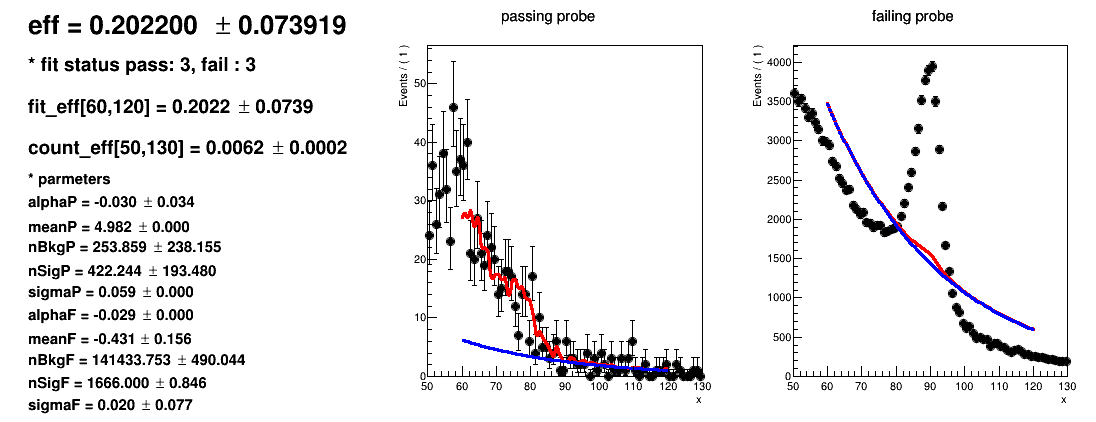 eff = 0.202200 ± 0.073919
* fit status pass: 3, fail : 3
fit_eff[60,120] = 0.2022 ± 0.0739
count_eff[50,130] = 0.0062 ± 0.0002
* parmeters
alphaP = -0.030 ± 0.034
meanP = 4.982 ± 0.000
nBkgP = 253.859 ± 238.155
nSigP = 422.244 ± 193.480
sigmaP = 0.059 ± 0.000
alphaF = -0.029 ± 0.000
meanF = -0.431 ± 0.156
nBkgF = 141433.753 ± 490.044
nSigF = 1666.000 ± 0.846
sigmaF = 0.020 ± 0.077
passing probe
Events / ( 1 )
50
40
30
20
10
0
50 60 70 80 90 100 110 120 130
x
failing probe
Events / ( 1 )
4000
3500
3000
2500
2000
1500
1000
500
0
50 60 70 80 90 100 110 120 130
x